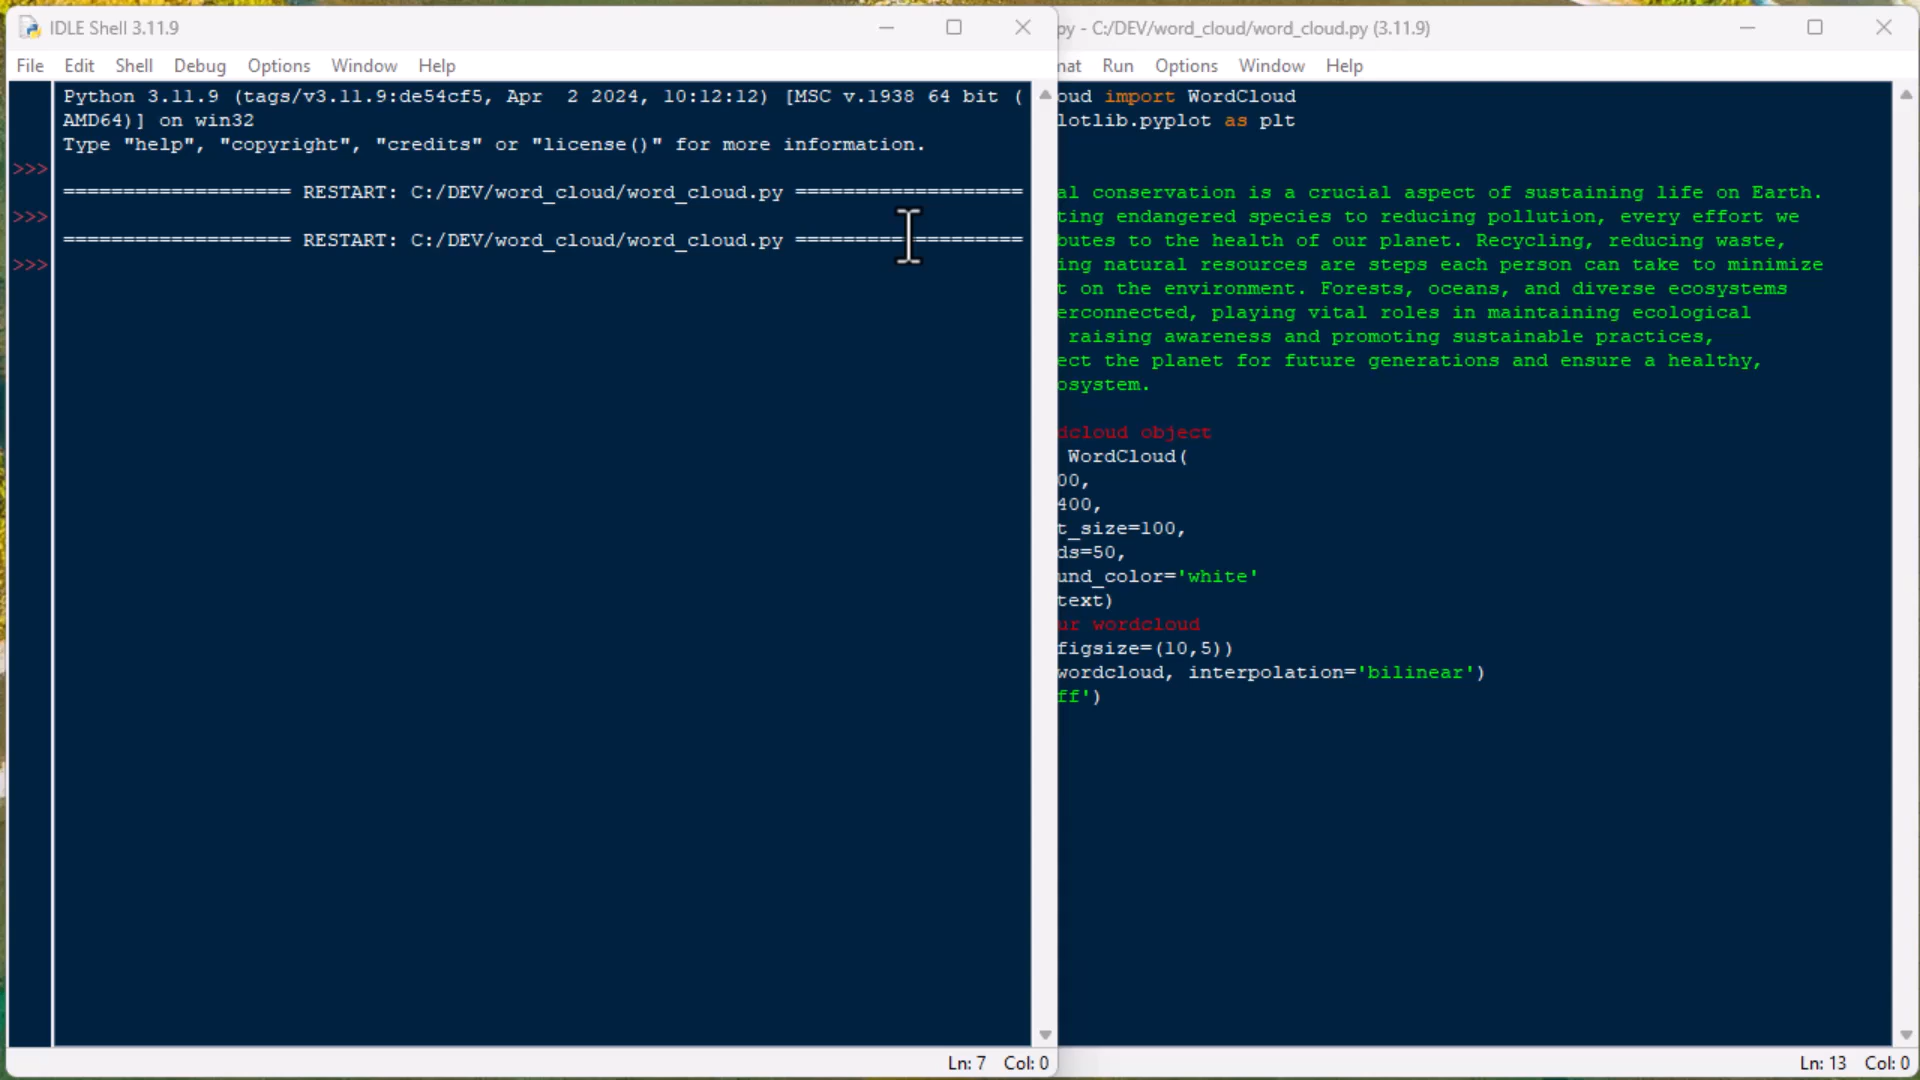 IDLE Shell 3.11.9
File Edit Shell Debug Options Window Help
Python 3.11.9 (tags/v3.11.9:de54cf5, Apr  2 2024, 10:12:12) [MSC v.1938 64 bit (
AMD64)] on win32
Type "help", "copyright", "credits" or "license()" for more information.
>>>
=================== RESTART: C:/DEV/word_cloud/word_cloud.py ===================
>>>
=================== RESTART: C:/DEV/word_cloud/word_cloud.py ===================
>>>
Ln: 7 Col: 0
py - C:/DEV/word_cloud/word_cloud.py (3.11.9)
mat Run Options Window Help
oud import WordCloud
lotlib.pyplot as plt
al conservation is a crucial aspect of sustaining life on Earth.
ting endangered species to reducing pollution, every effort we
butes to the health of our planet. Recycling, reducing waste,
ing natural resources are steps each person can take to minimize
t on the environment. Forests, oceans, and diverse ecosystems
erconnected, playing vital roles in maintaining ecological
raising awareness and promoting sustainable practices,
ect the planet for future generations and ensure a healthy,
osystem.
dcloud object
WordCloud(
00,
400,
t_size=100,
ds=50,
und_color='white'
text)
ur wordcloud
figsize=(10,5))
wordcloud, interpolation='bilinear')
ff')
Ln: 13 Col: 0